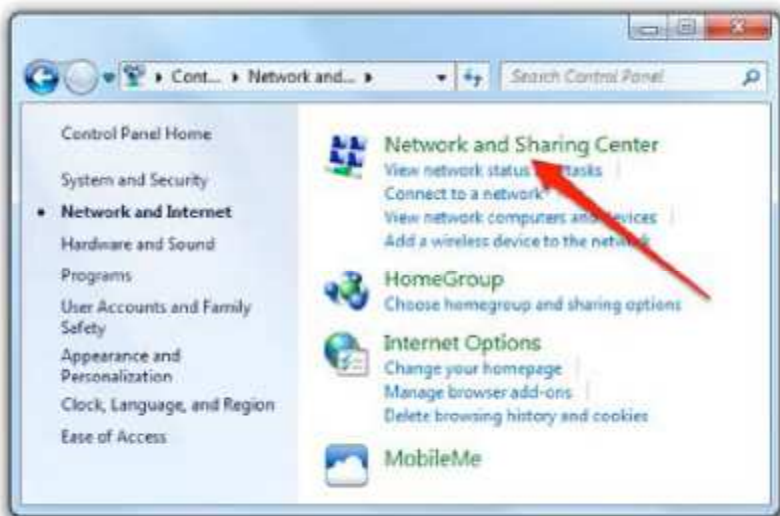 Cont... Network and... Search Control Panel
Control Panel Home
System and Security
Network and Internet
Hardware and Sound
Programs
User Accounts and Family
Safety
Appearance and
Personalization
Clock, Language, and Region
Ease of Access
Network and Sharing Center
View network status tasks
Connect to a network
View network computers and devices
Add a wireless device to the network
HomeGroup
Choose homegroup and sharing options
Internet Options
Change your homepage
Manage browser add-ons
Delete browsing history and cookies
MobileMe